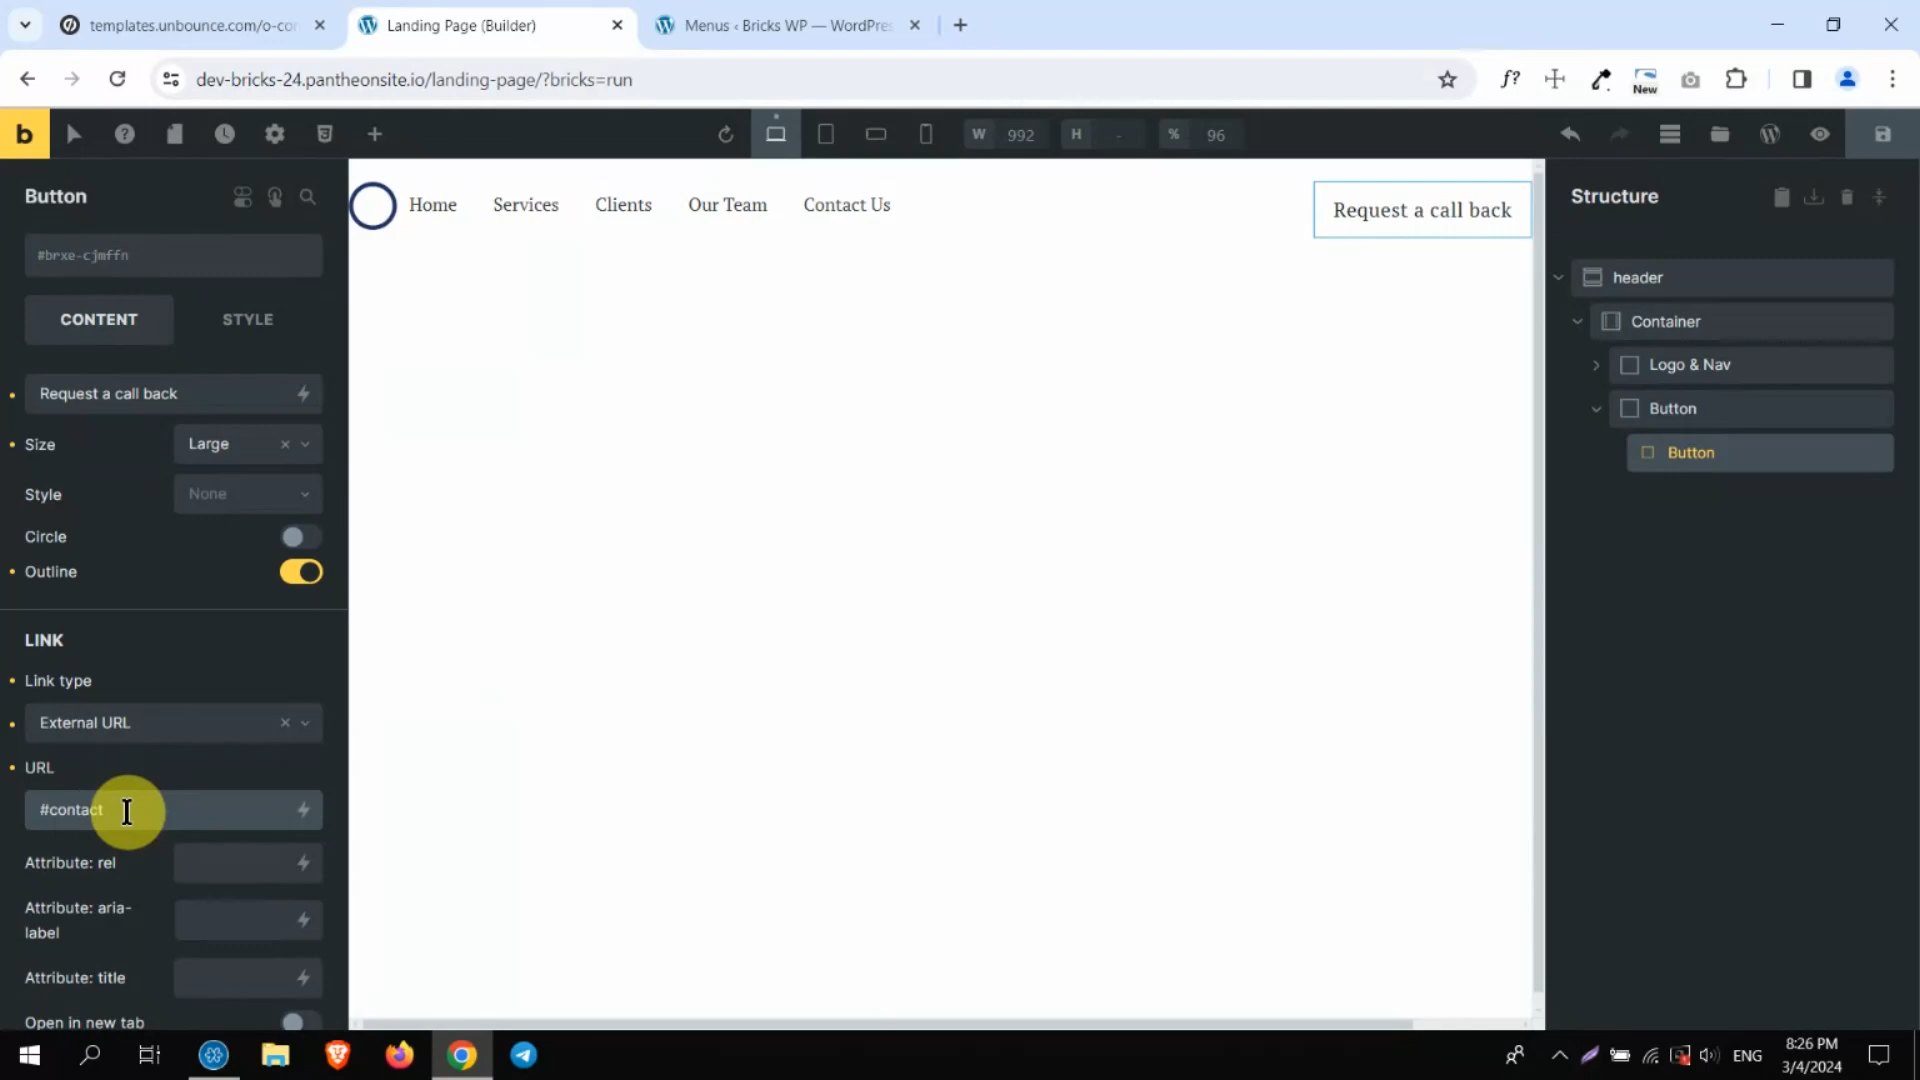 templates.unbounce.com/o-co
Landing Page (Builder)
Menus ‹ Bricks WP — WordPres
dev-bricks-24.pantheonsite.io/landing-page/?bricks=run
f?
New
b
W 992 H - % 96
Button
#brxe-cjmffn
CONTENT STYLE
Request a call back
Size Large
Style None
Circle
Outline
LINK
Link type
External URL
URL
#contact
Attribute: rel
Attribute: aria-
label
Attribute: title
Open in new tab
Home Services Clients Our Team Contact Us
Request a call back
Structure
header
Container
Logo & Nav
Button
Button
ENG
8:26 PM
3/4/2024